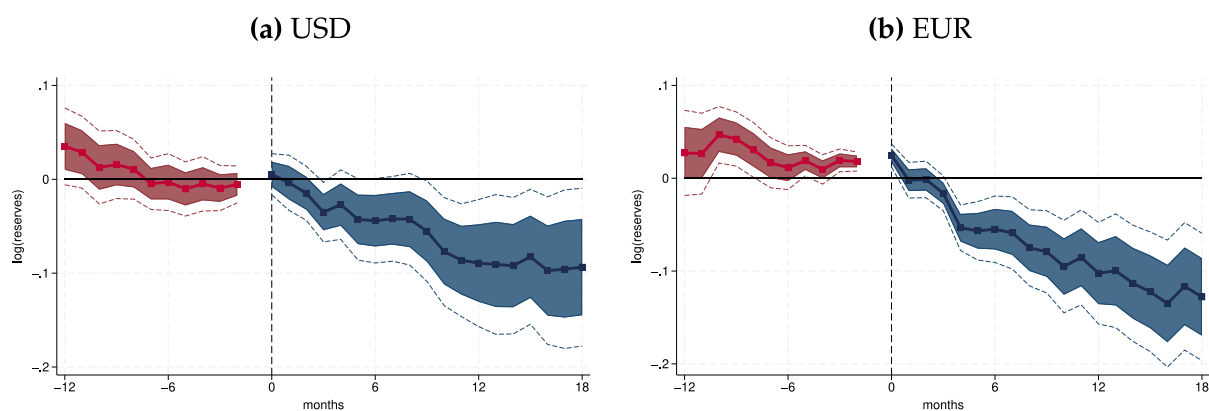 (a) USD
.1
0
-.1
-.2
log(reserves)
-12 -6 0 6 12 18
months
(b) EUR
.1
0
-.1
-.2
log(reserves)
-12 -6 0 6 12 18
months